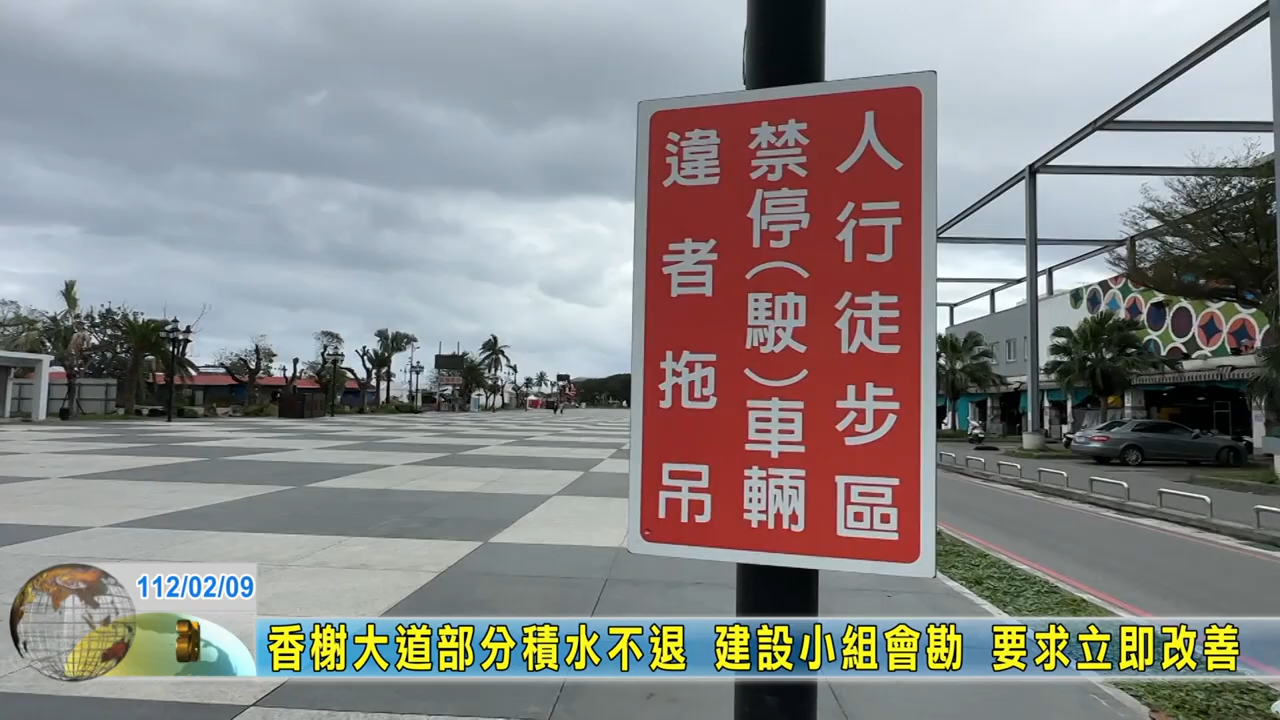 人行徒步區
禁停(駛)車輛
違者拖吊
112/02/09
香榭大道部分積水不退 建設小組會勘 要求立即改善